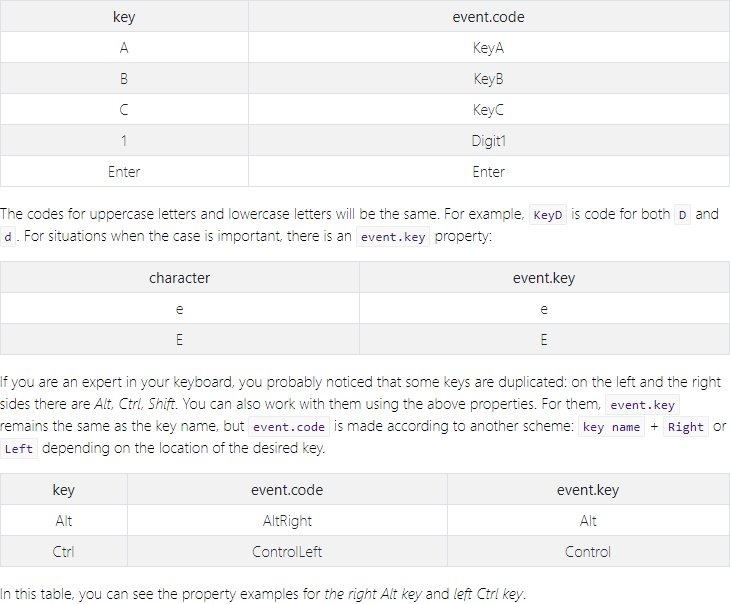 key event.code
A KeyA
B KeyB
C KeyC
1 Digit1
Enter Enter
The codes for uppercase letters and lowercase letters will be the same. For example, KeyD is code for both D and
d . For situations when the case is important, there is an event.key property:
character event.key
e e
E E
If you are an expert in your keyboard, you probably noticed that some keys are duplicated: on the left and the right
sides there are Alt, Ctrl, Shift. You can also work with them using the above properties. For them, event.key
remains the same as the key name, but event.code is made according to another scheme: key name + Right or
Left depending on the location of the desired key.
key event.code event.key
Alt AltRight Alt
Ctrl ControlLeft Control
In this table, you can see the property examples for the right Alt key and left Ctrl key.